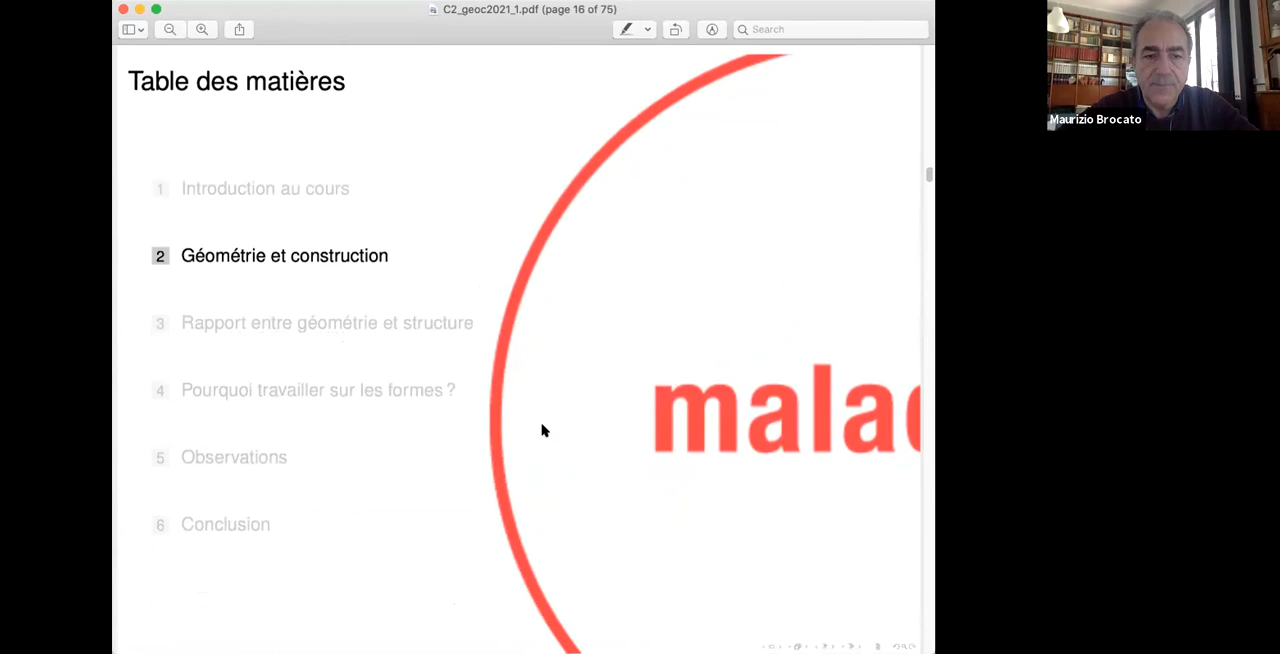 C2_geoc2021_1.pdf (page 16 of 75)
Search
Table des matières
1 Introduction au cours
2 Géométrie et construction
3 Rapport entre géométrie et structure
4 Pourquoi travailler sur les formes ?
5 Observations
6 Conclusion
malac
Maurizio Brocato